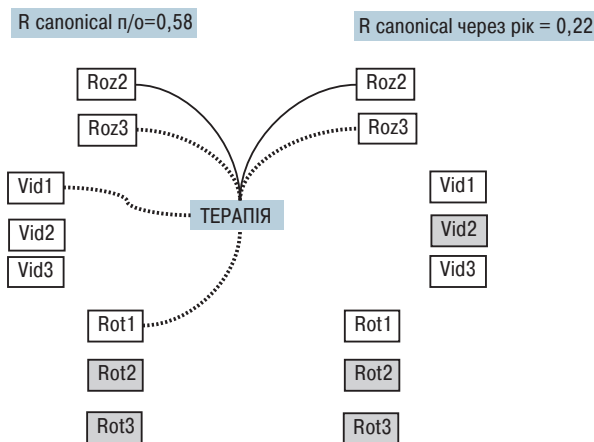 R canonical п/о=0,58
R canonical через рік = 0,22
Roz2
Roz2
Roz3
Roz3
Vid1
Vid1
ТЕРАПІЯ
Vid2
Vid2
Vid3
Vid3
Rot1
Rot1
Rot2
Rot2
Rot3
Rot3